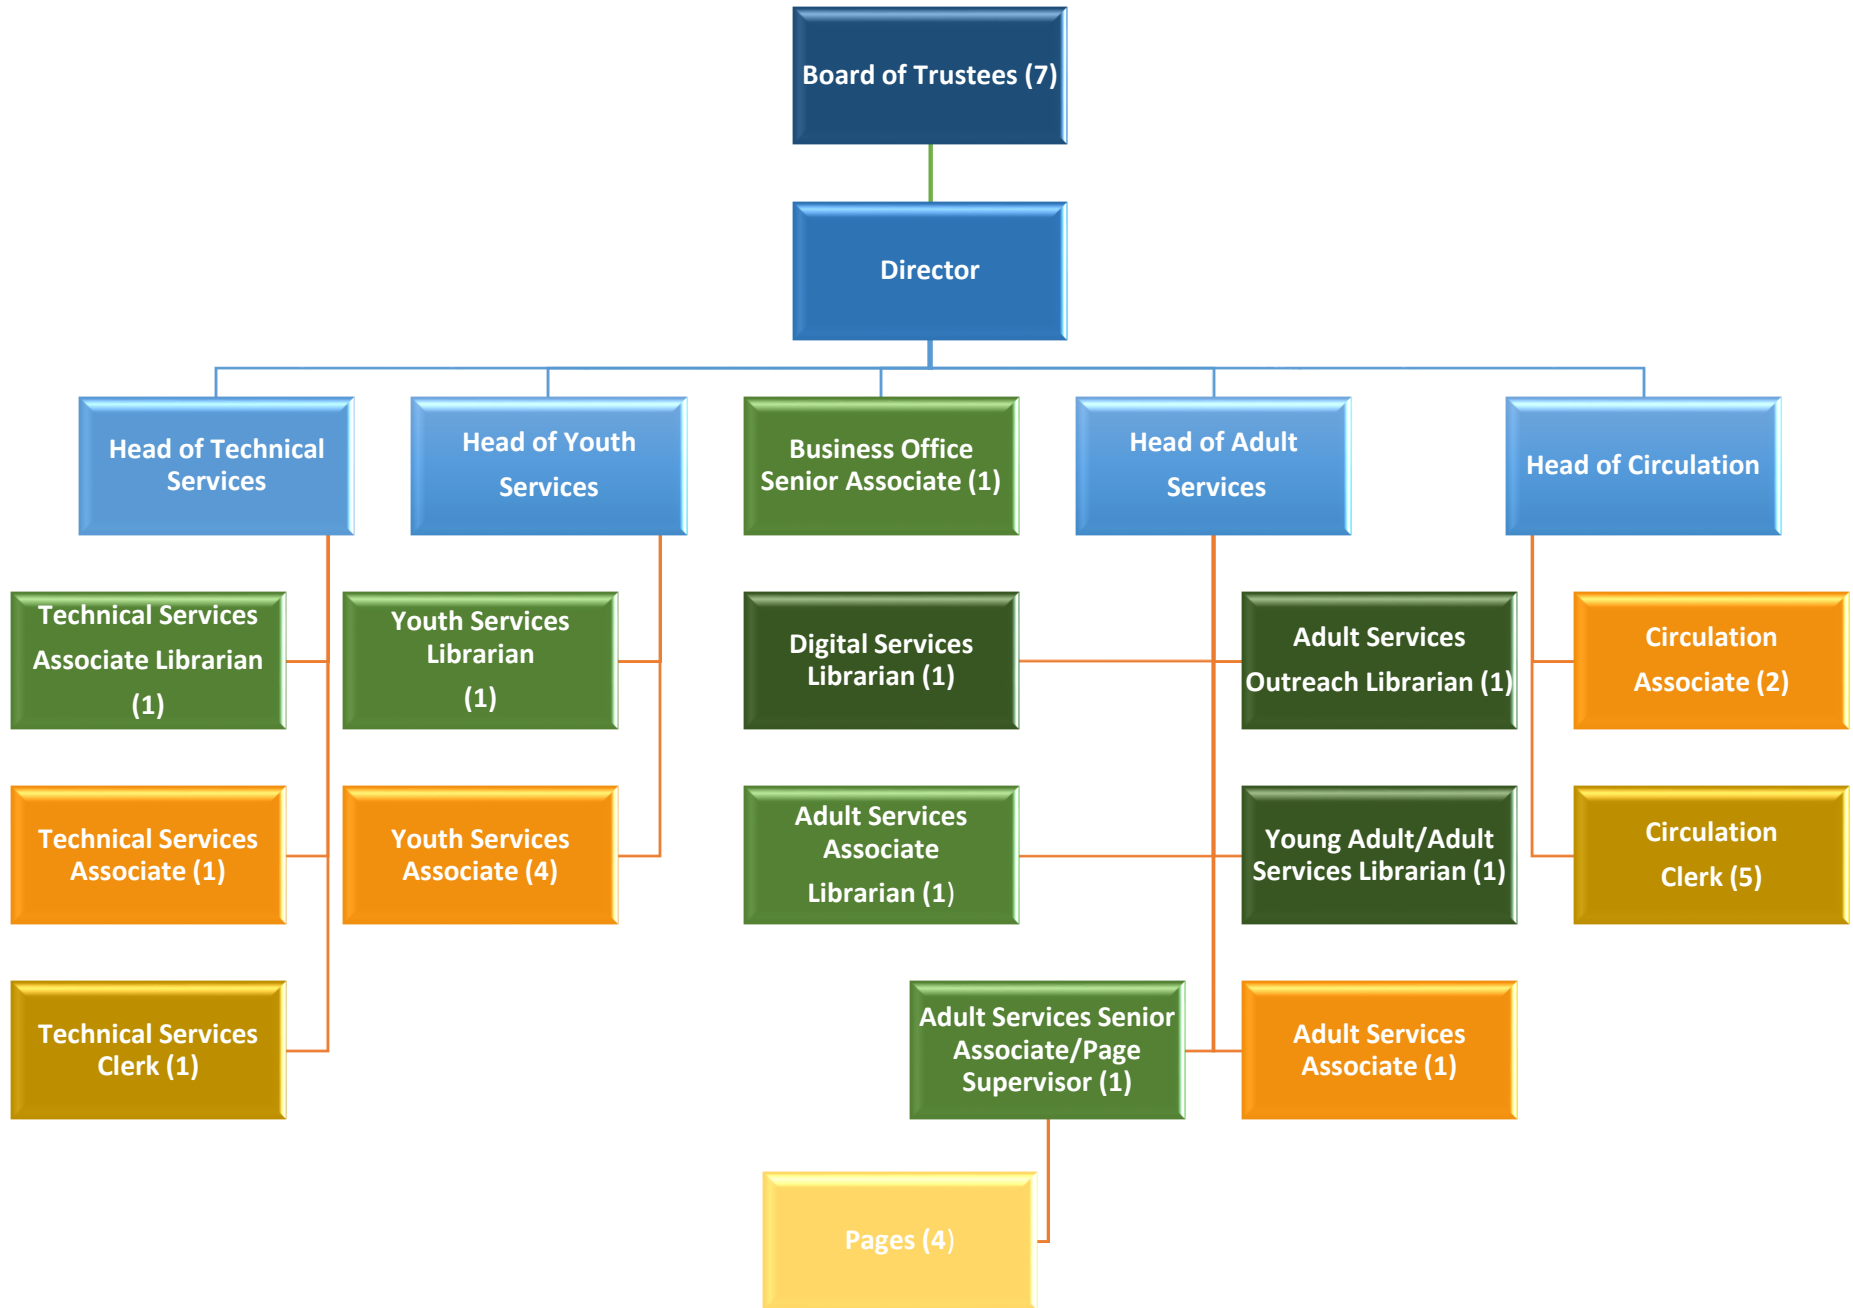 Board of Trustees (7)
Director
Head of Technical
Services
Head of Youth
Services
Business Office
Senior Associate (1)
Head of Adult
Services
Head of Circulation
Technical Services
Associate Librarian
(1)
Youth Services
Librarian
(1)
Digital Services
Librarian (1)
Adult Services
Outreach Librarian (1)
Circulation
Associate (2)
Technical Services
Associate (1)
Youth Services
Associate (4)
Adult Services
Associate
Librarian (1)
Young Adult/Adult
Services Librarian (1)
Circulation
Clerk (5)
Technical Services
Clerk (1)
Adult Services Senior
Associate/Page
Supervisor (1)
Adult Services
Associate (1)
Pages (4)